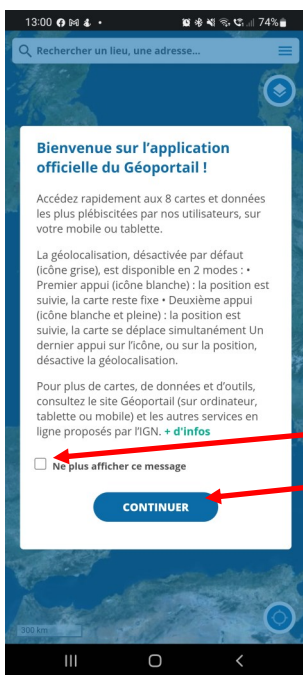 13:00 74%
Rechercher un lieu, une adresse...
Bienvenue sur l'application
officielle du Géoportail !
Accédez rapidement aux 8 cartes et données
les plus plébiscitées par nos utilisateurs, sur
votre mobile ou tablette.
La géolocalisation, désactivée par défaut
(icône grise), est disponible en 2 modes : •
Premier appui (icône blanche) : la position est
suivie, la carte reste fixe • Deuxième appui
(icône blanche et pleine) : la position est
suivie, la carte se déplace simultanément Un
dernier appui sur l'icône, ou sur la position,
désactive la géolocalisation.
Pour plus de cartes, de données et d'outils,
consultez le site Géoportail (sur ordinateur,
tablette ou mobile) et les autres services en
ligne proposés par l'IGN. + d'infos
Ne plus afficher ce message
CONTINUER
300 km